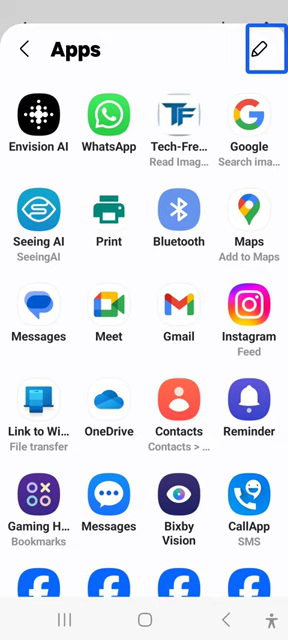 Apps
Envision AI WhatsApp Tech-Fre... Google
Read Imag... Search ima...
Seeing AI Print Bluetooth Maps
SeeingAI Add to Maps
Messages Meet Gmail Instagram
Feed
Link to Wi... OneDrive Contacts Reminder
File transfer Contacts > ...
Gaming H... Messages Bixby Vision CallApp
Bookmarks SMS